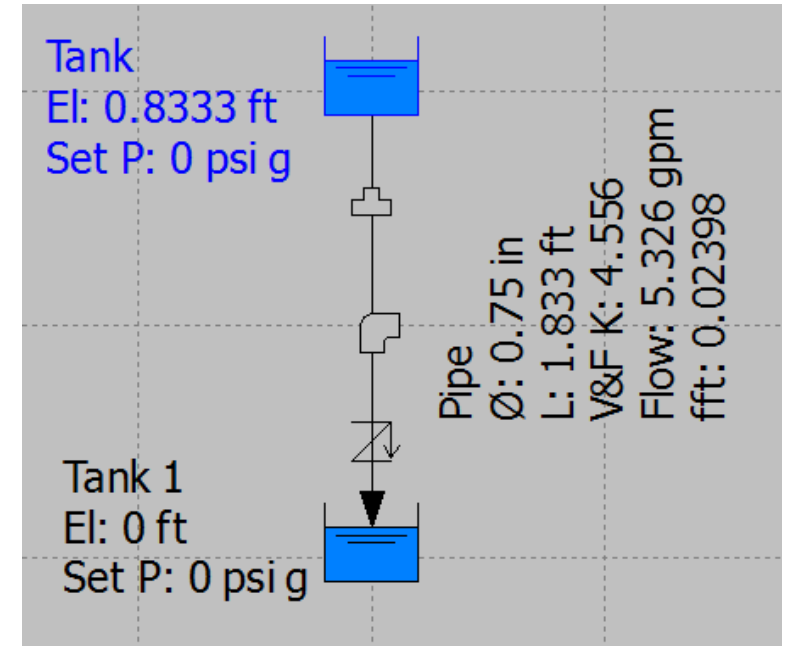 Tank
El: 0.8333 ft
Set P: 0 psi g
Pipe
Ø: 0.75 in
L: 1.833 ft
V&F K: 4.556
Flow: 5.326 gpm
fft: 0.02398
Tank 1
El: 0 ft
Set P: 0 psi g